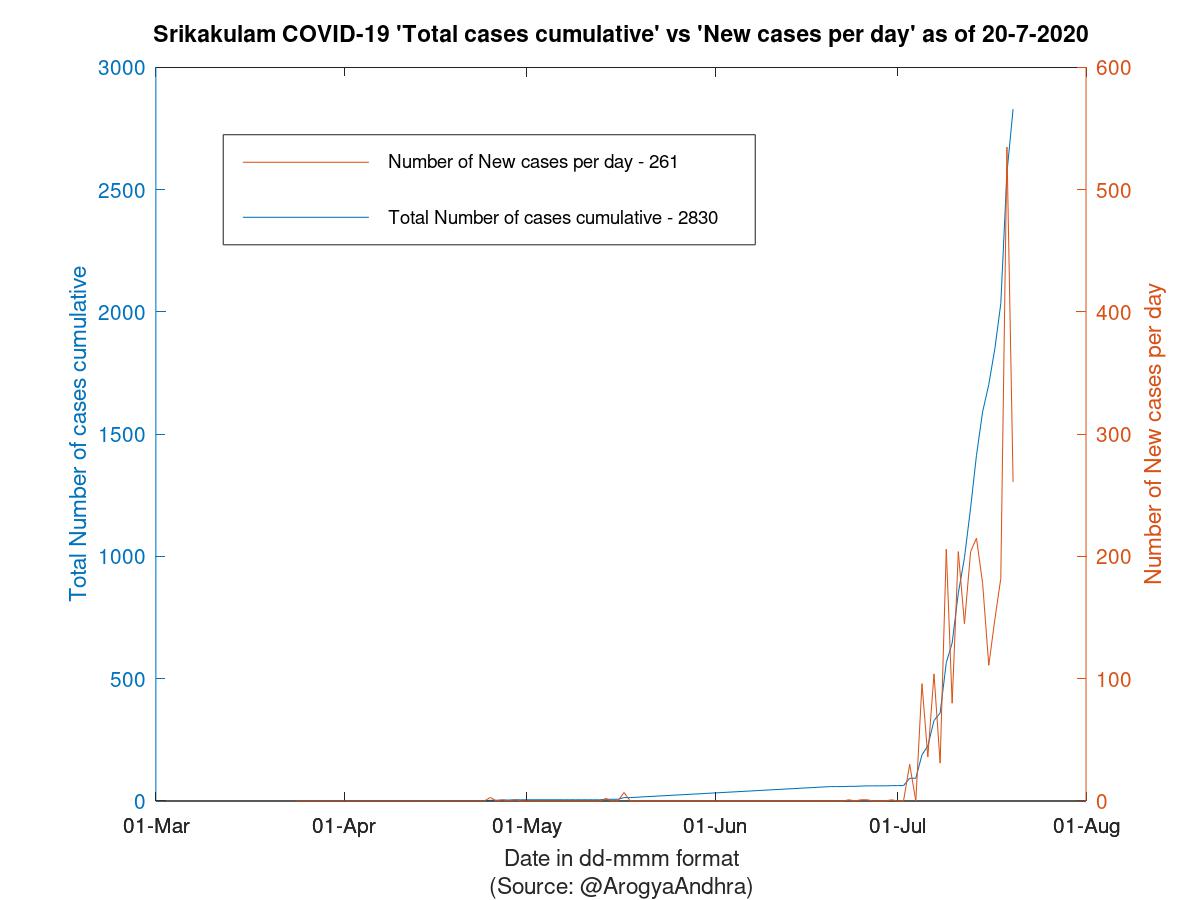 Srikakulam COVID-19 'Total cases cumulative' vs 'New cases per day' as of 20-7-2020
3000
2500
2000
1500
1000
500
0
Total Number of cases cumulative
600
500
400
300
200
100
0
Number of New cases per day
Number of New cases per day - 261
Total Number of cases cumulative - 2830
01-Mar 01-Apr 01-May 01-Jun 01-Jul 01-Aug
Date in dd-mmm format
(Source: @ArogyaAndhra)